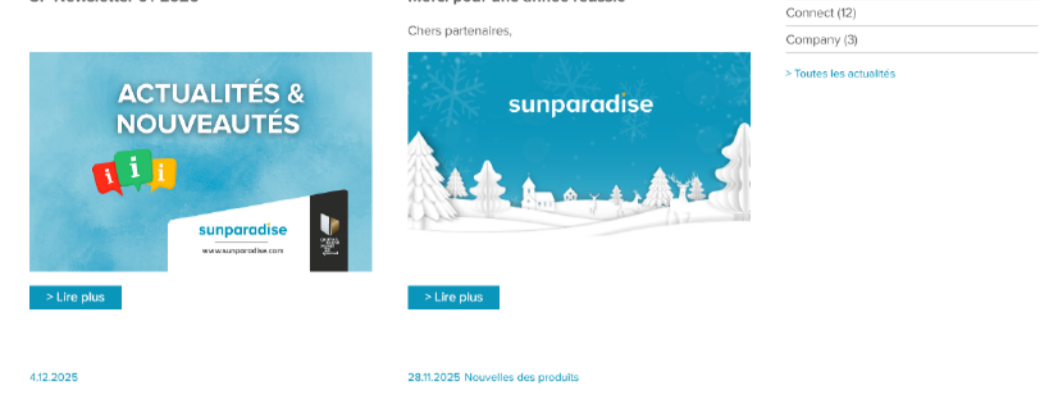 Chers partenaires,
ACTUALITÉS &
NOUVEAUTÉS
i i i
sunparadise
www.sunparadise.com
> Lire plus
sunparadise
> Lire plus
4.12.2025
28.11.2025 Nouvelles des produits
Connect (12)
Company (3)
> Toutes les actualités